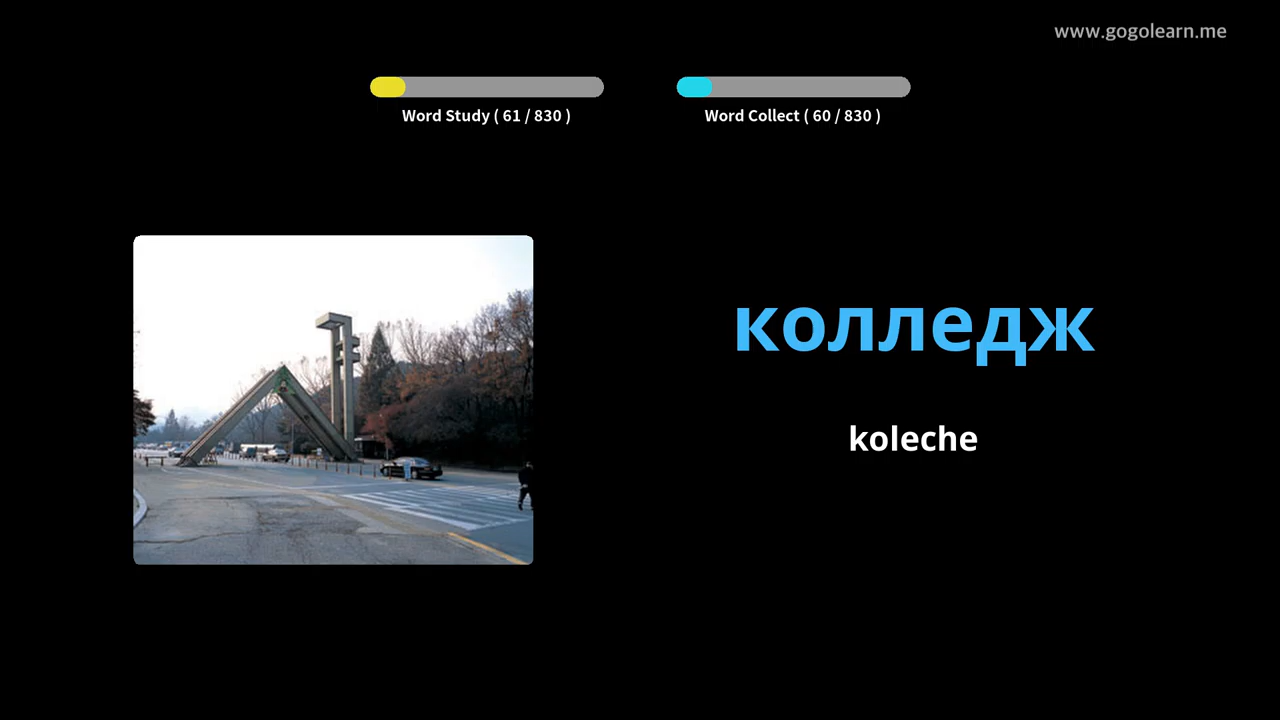 www.gogolearn.me
Word Study ( 61 / 830 )
Word Collect ( 60 / 830 )
колледж
koleche